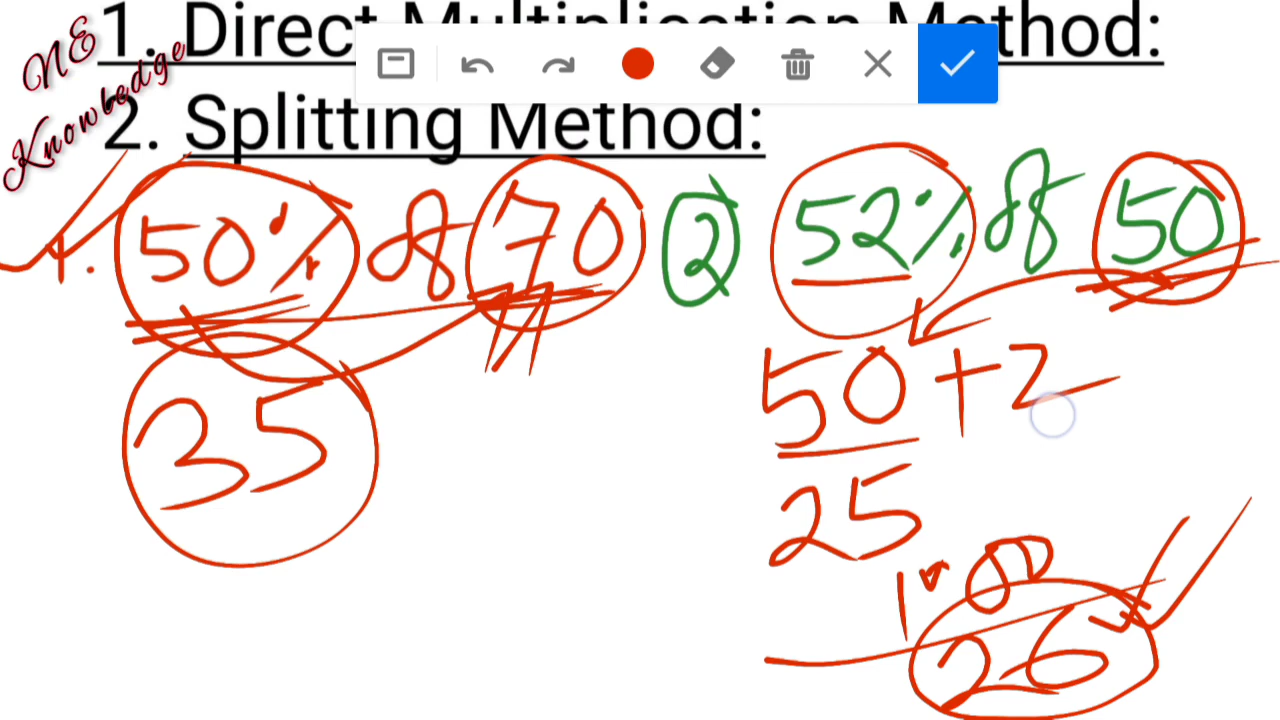 NE
Knowledge
1. Direct Multiplication Method:
2. Splitting Method:
1. 50% of 70
35
② 52% of 50
50 + 2
25
1.00
26